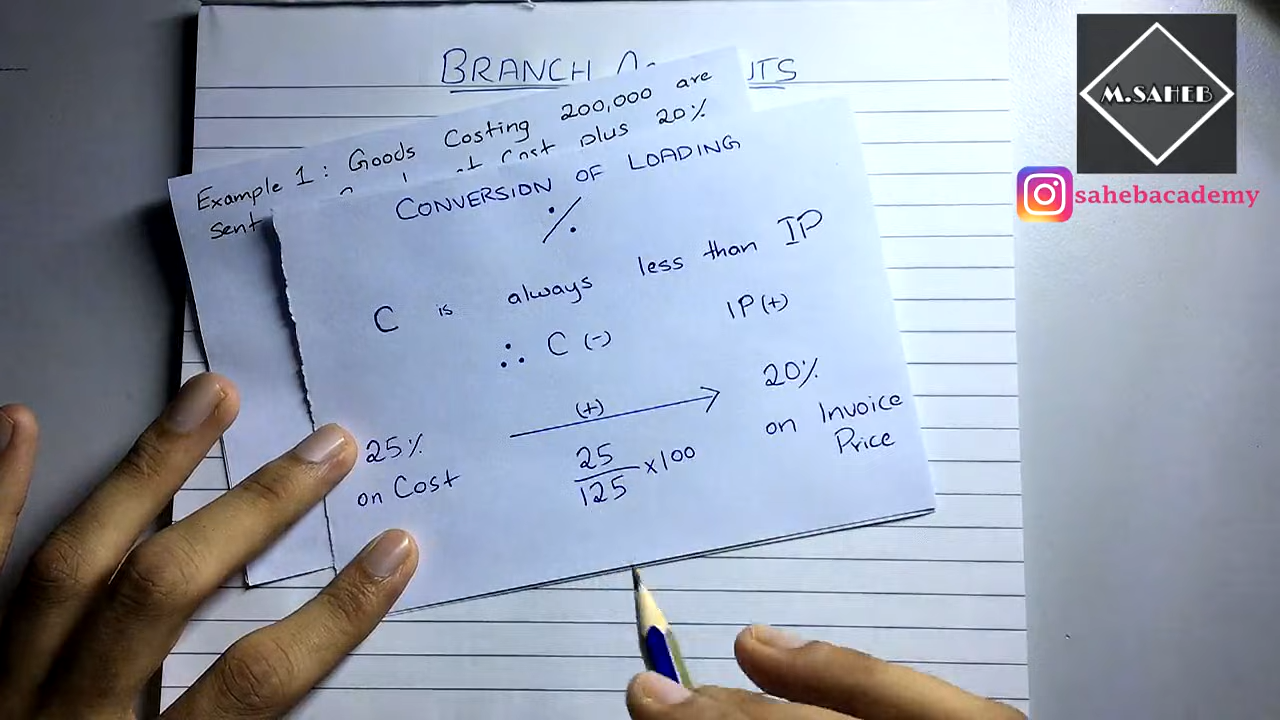 BRANCH
Example 1: Goods Costing 200,000 are
sent Cost plus 20%
CONVERSION OF LOADING
%
C is always less than IP
∴ C (-) IP (+)
25% (+) 20%
on Cost 25/125 x100 on Invoice
Price
M.SAHEB
sahebacademy